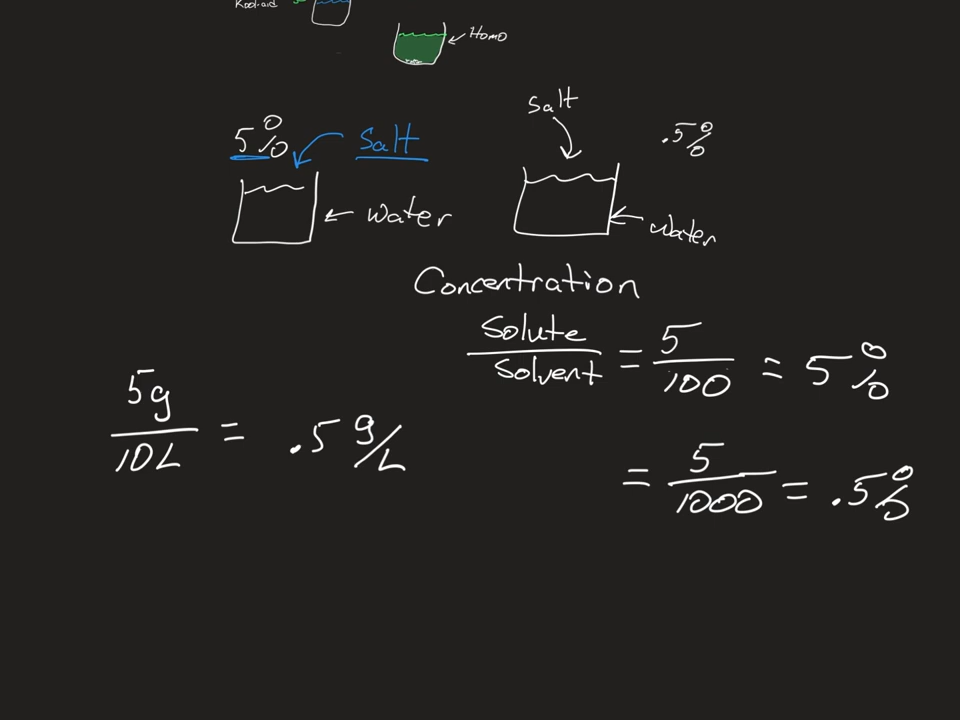 Kool-aid
Homo
5% Salt
Water
Salt
.5%
Water
Concentration
Solute/Solvent = 5/100 = 5%
5g/10L = .5 g/L
= 5/1000 = .5%